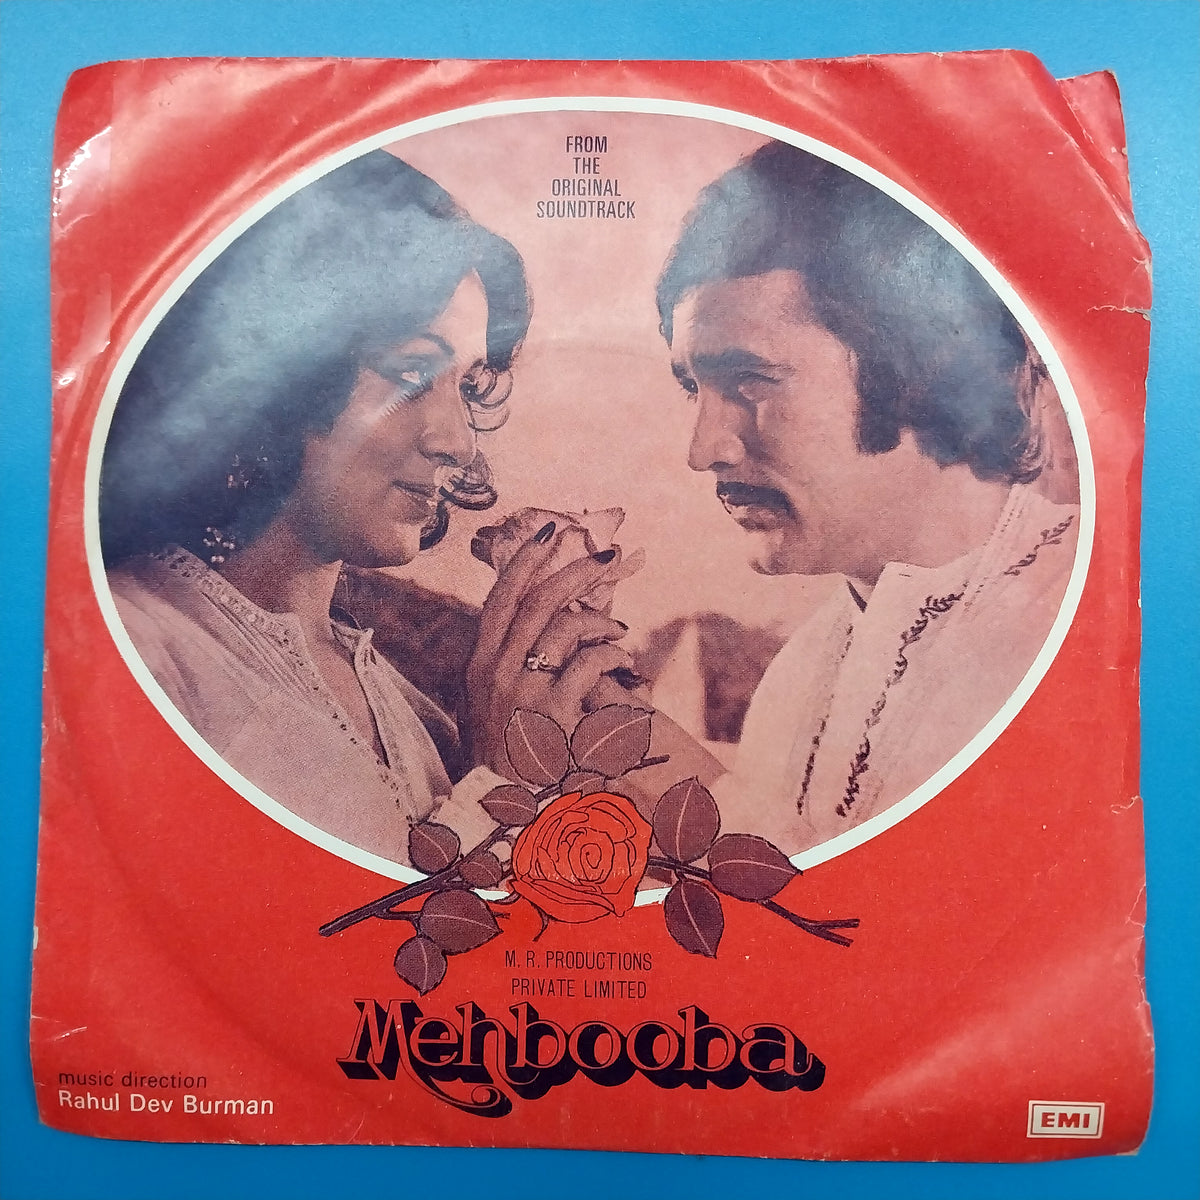 FROM
THE
ORIGINAL
SOUNDTRACK
M. R. PRODUCTIONS
PRIVATE LIMITED
Mehbooba
music direction
Rahul Dev Burman
EMI